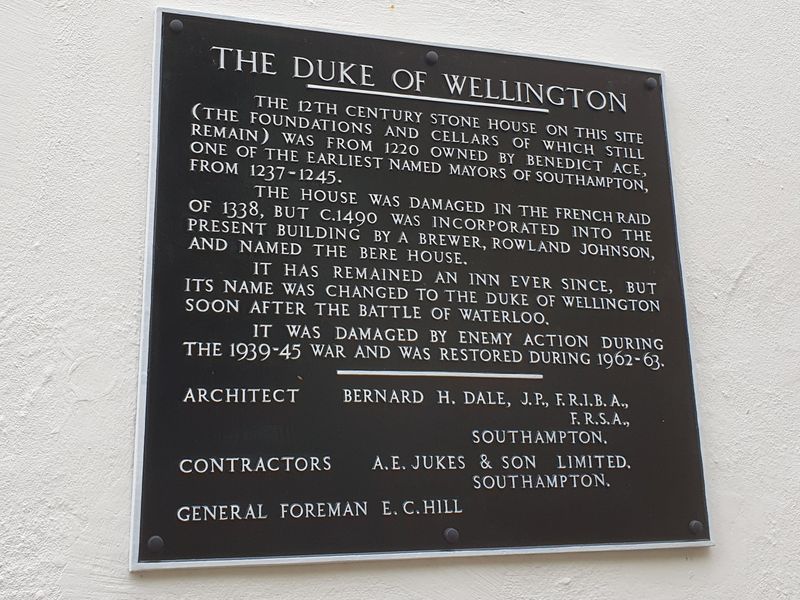 THE DUKE OF WELLINGTON
THE 12TH CENTURY STONE HOUSE ON THIS SITE
(THE FOUNDATIONS AND CELLARS OF WHICH STILL
REMAIN) WAS FROM 1220 OWNED BY BENEDICT ACE,
ONE OF THE EARLIEST NAMED MAYORS OF SOUTHAMPTON,
FROM 1237-1245.
THE HOUSE WAS DAMAGED IN THE FRENCH RAID
OF 1338, BUT C.1490 WAS INCORPORATED INTO THE
PRESENT BUILDING BY A BREWER, ROWLAND JOHNSON,
AND NAMED THE BERE HOUSE.
IT HAS REMAINED AN INN EVER SINCE, BUT
ITS NAME WAS CHANGED TO THE DUKE OF WELLINGTON
SOON AFTER THE BATTLE OF WATERLOO.
IT WAS DAMAGED BY ENEMY ACTION DURING
THE 1939-45 WAR AND WAS RESTORED DURING 1962-63.
ARCHITECT BERNARD H. DALE, J.P., F.R.I.B.A.,
F.R.S.A.,
SOUTHAMPTON.
CONTRACTORS A.E. JUKES & SON LIMITED.
SOUTHAMPTON.
GENERAL FOREMAN E. C. HILL